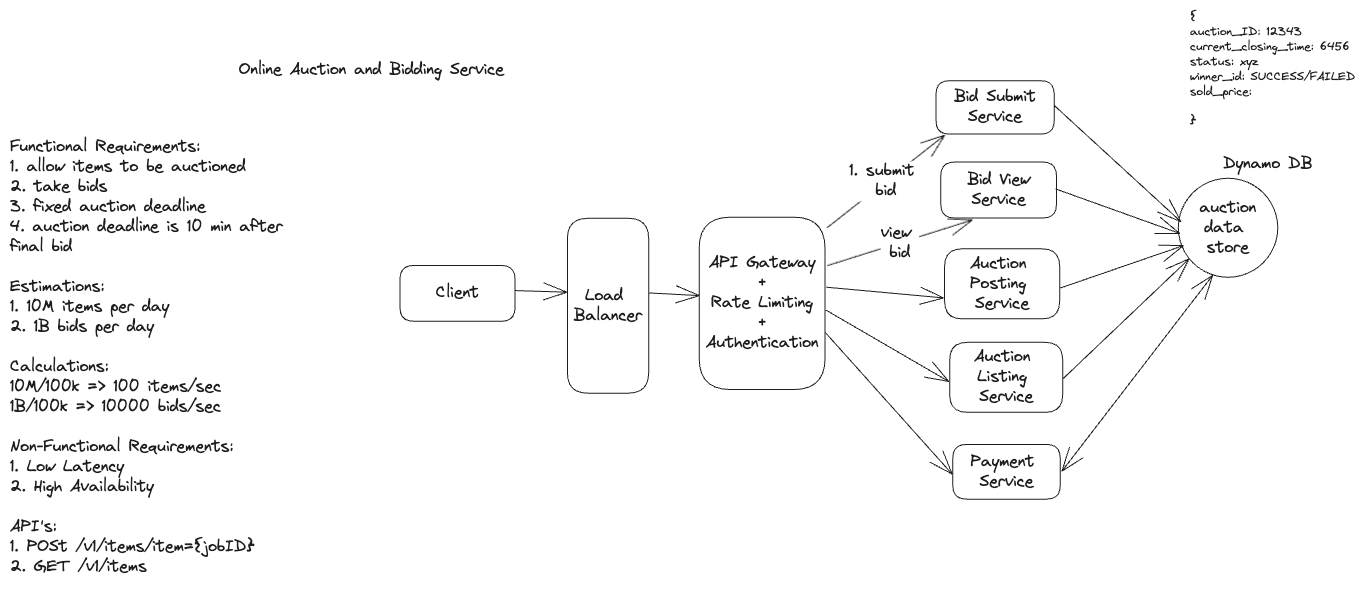 Online Auction and Bidding Service
Functional Requirements:
1. allow items to be auctioned
2. take bids
3. fixed auction deadline
4. auction deadline is 10 min after
final bid
Estimations:
1. 10M items per day
2. 1B bids per day
Calculations:
10M/100k => 100 items/sec
1B/100k => 10000 bids/sec
Non-Functional Requirements:
1. Low Latency
2. High Availability
API's:
1. POSt /v1/items/item={jobID}
2. GET /v1/items
Client
Load
Balancer
API Gateway
+
Rate Limiting
+
Authentication
1. submit
bid
view
bid
Bid Submit
Service
Bid View
Service
Auction
Posting
Service
Auction
Listing
Service
Payment
Service
{
auction_ID: 12343
current_closing_time: 6456
status: xyz
winner_id: SUCCESS/FAILED
sold_price:
}
Dynamo DB
auction
data
store